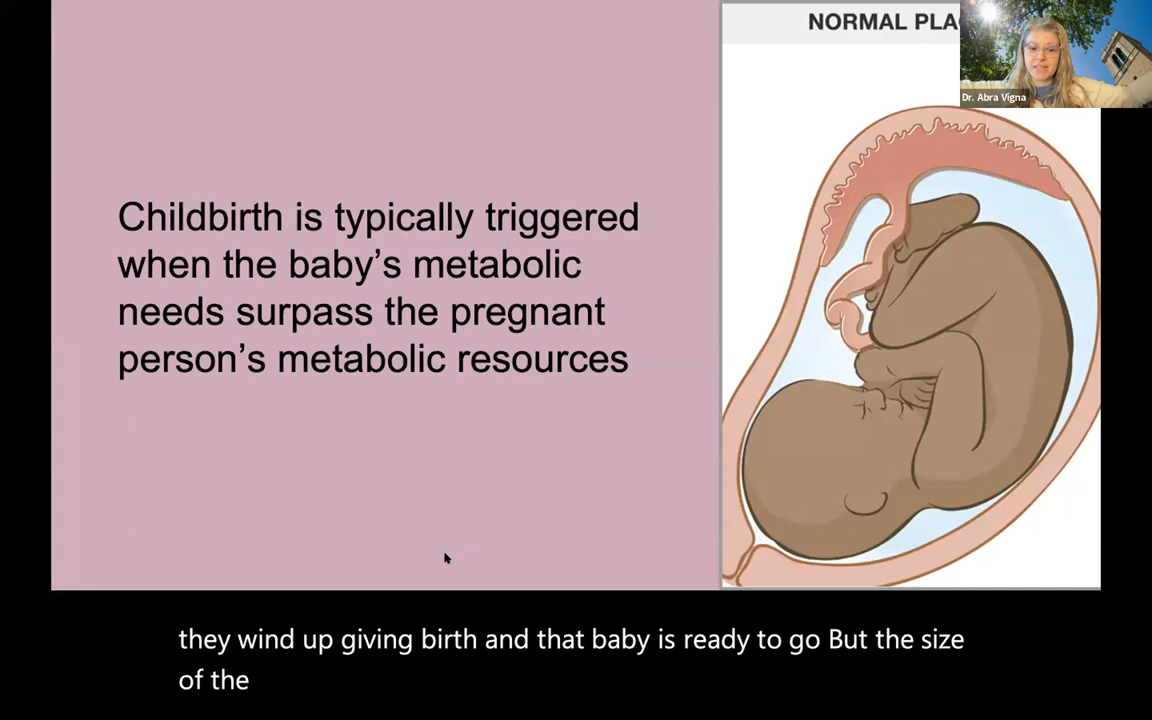 Childbirth is typically triggered
when the baby's metabolic
needs surpass the pregnant
person's metabolic resources
NORMAL
Dr. Abra Vigna
they wind up giving birth and that baby is ready to go But the size
of the